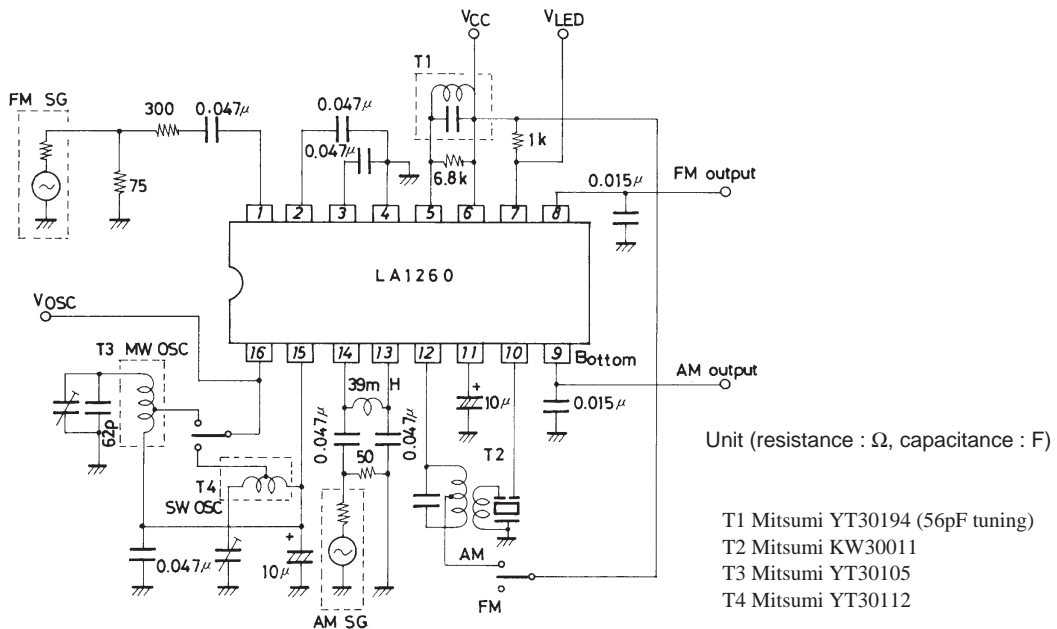 VCC
VLED
T1
FM SG
300
0.047μ
0.047μ
0.047μ
75
6.8k
1k
0.015μ
FM output
1 2 3 4 5 6 7 8
LA1260
VOSC
16 15 14 13 12 11 10 9
Bottom
T3 MW OSC
62p
39m H
0.047μ
0.047μ
50
10μ
+
AM output
0.015μ
T2
T4
SW OSC
0.047μ
10μ
+
AM
FM
AM SG
Unit (resistance : Ω, capacitance : F)
T1 Mitsumi YT30194 (56pF tuning)
T2 Mitsumi KW30011
T3 Mitsumi YT30105
T4 Mitsumi YT30112